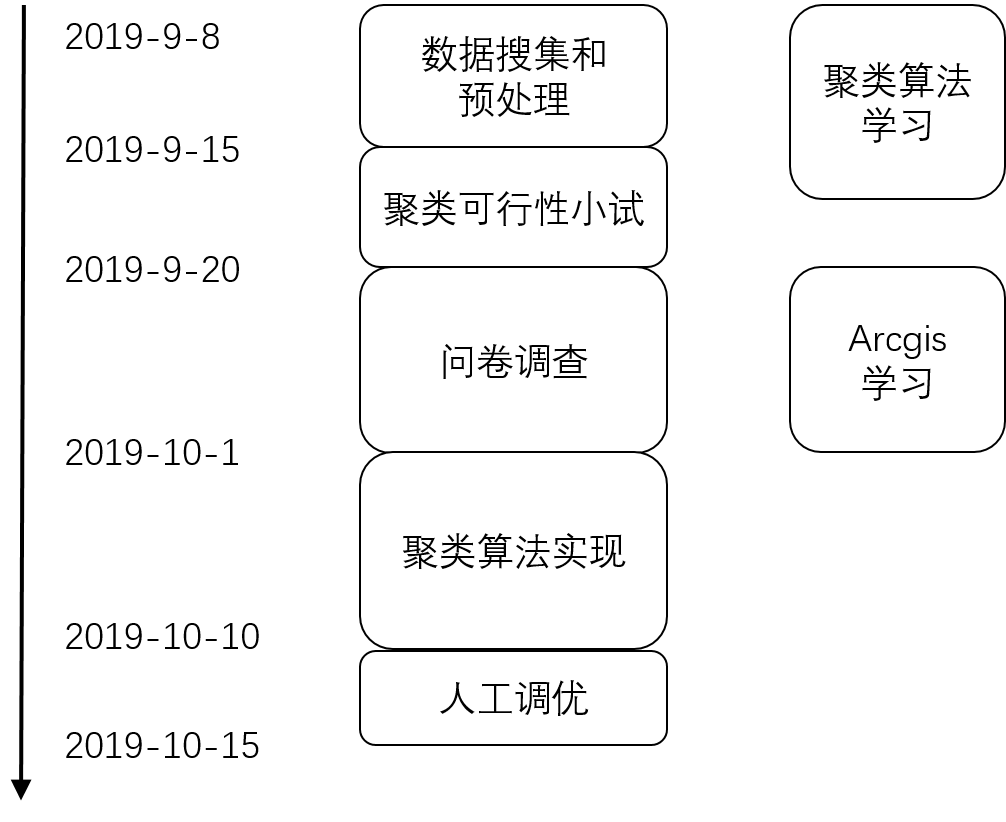 2019-9-8
数据搜集和
预处理
聚类算法
学习
2019-9-15
聚类可行性小试
2019-9-20
Arcgis
学习
问卷调查
2019-10-1
聚类算法实现
2019-10-10
人工调优
2019-10-15